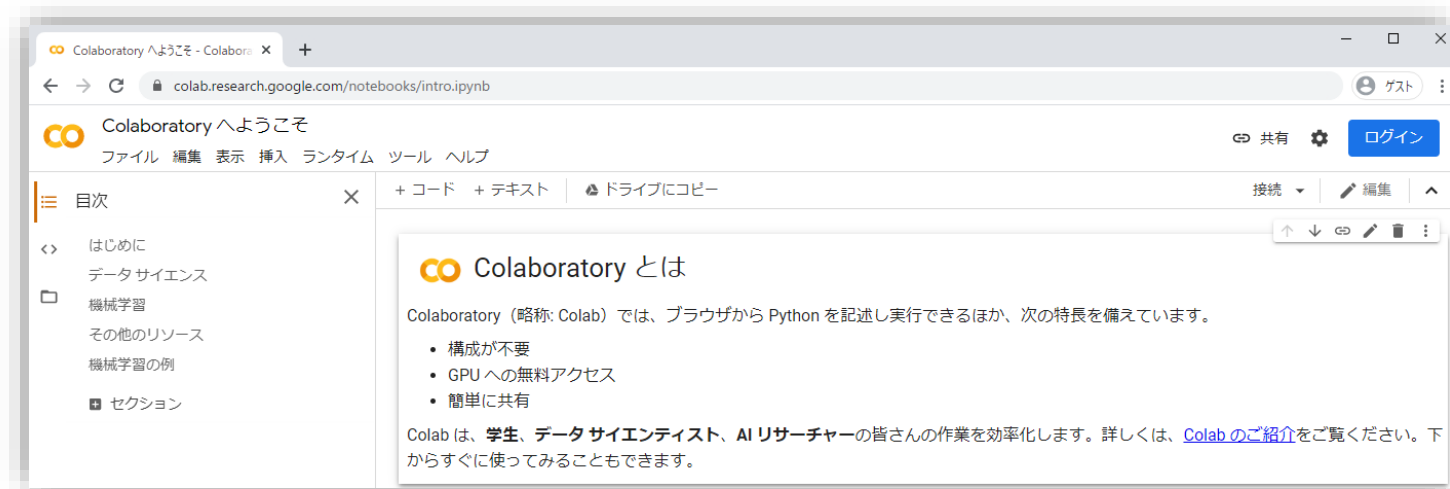 Colaboratory へようこそ - Colabora
colab.research.google.com/notebooks/intro.ipynb
ゲスト
Colaboratory へようこそ
ファイル 編集 表示 挿入 ランタイム ツール ヘルプ
共有
ログイン
目次
+ コード + テキスト ドライブにコピー
接続 編集
はじめに
データ サイエンス
機械学習
その他のリソース
機械学習の例
セクション
Colaboratory とは
Colaboratory（略称: Colab）では、ブラウザから Python を記述し実行できるほか、次の特長を備えています。
• 構成が不要
• GPU への無料アクセス
• 簡単に共有
Colab は、学生、データ サイエンティスト、AI リサーチャーの皆さんの作業を効率化します。詳しくは、Colab のご紹介をご覧ください。下
からすぐに使ってみることもできます。